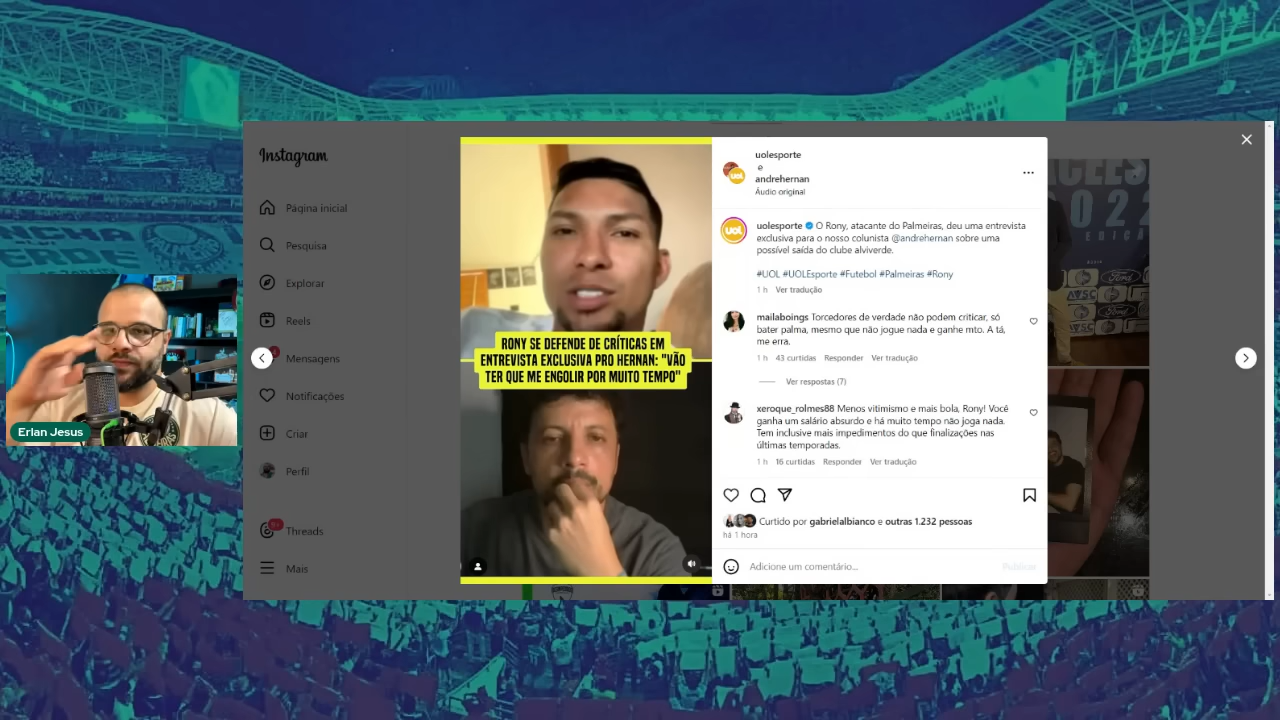 Instagram
Página inicial
Pesquisa
Explorar
Reels
Mensagens
Notificações
Criar
Perfil
Threads
9+
Mais
Erlan Jesus
RONY SE DEFENDE DE CRÍTICAS EM
ENTREVISTA EXCLUSIVA PRO HERNAN: "VÃO
TER QUE ME ENGOLIR POR MUITO TEMPO"
uolesporte
e
andrehernan
Áudio original
UOL
uolesporte O Rony, atacante do Palmeiras, deu uma entrevista
exclusiva para o nosso colunista @andrehernan sobre uma
possível saída do clube alviverde.
#UOL #UOLEsporte #Futebol #Palmeiras #Rony
1 h Ver tradução
mailaboings Torcedores de verdade não podem criticar, só
bater palma, mesmo que não jogue nada e ganhe mto. A tá,
me erra.
1 h 43 curtidas Responder Ver tradução
Ver respostas (7)
xeroque_rolmes88 Menos vitimismo e mais bola, Rony! Você
ganha um salário absurdo e há muito tempo não joga nada.
Tem inclusive mais impedimentos do que finalizações nas
últimas temporadas.
1 h 16 curtidas Responder Ver tradução
Curtido por gabrielalbianco e outras 1.232 pessoas
há 1 hora
Adicione um comentário...
Publicar
2022